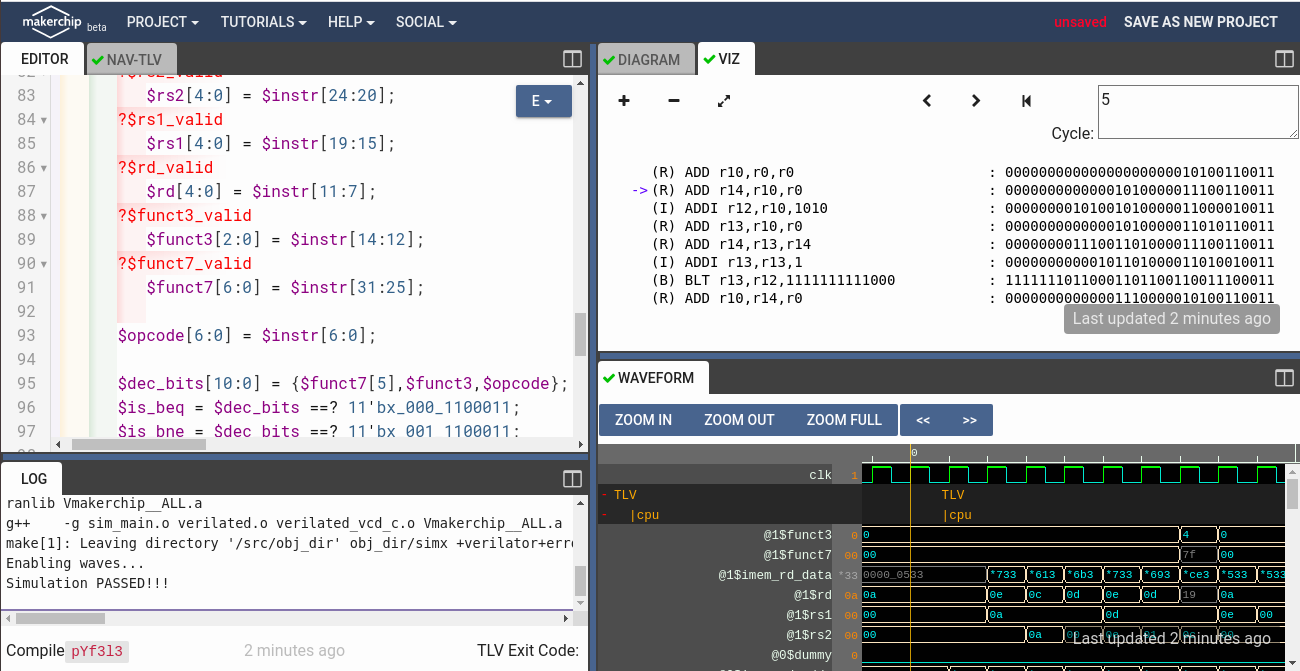 makerchip beta PROJECT TUTORIALS HELP SOCIAL unsaved SAVE AS NEW PROJECT
EDITOR NAV-TLV
83 $rs2[4:0] = $instr[24:20];
84 ?$rs1_valid
85 $rs1[4:0] = $instr[19:15];
86 ?$rd_valid
87 $rd[4:0] = $instr[11:7];
88 ?$funct3_valid
89 $funct3[2:0] = $instr[14:12];
90 ?$funct7_valid
91 $funct7[6:0] = $instr[31:25];
92
93 $opcode[6:0] = $instr[6:0];
94
95 $dec_bits[10:0] = {$funct7[5],$funct3,$opcode};
96 $is_beq = $dec_bits ==? 11'bx_000_1100011;
97 $is_bne = $dec_bits ==? 11'bx_001_1100011;
E
LOG
ranlib Vmakerchip__ALL.a
g++ -g sim_main.o verilated.o verilated_vcd_c.o Vmakerchip__ALL.a
make[1]: Leaving directory '/src/obj_dir' obj_dir/simx +verilator+erro
Enabling waves...
Simulation PASSED!!!
Compile pYf3l3 2 minutes ago TLV Exit Code:
DIAGRAM VIZ
Cycle: 5
(R) ADD r10,r0,r0 : 00000000000000000000010100110011
-> (R) ADD r14,r10,r0 : 00000000000001010000011100110011
(I) ADDI r12,r10,1010 : 00000000101001010000011000010011
(R) ADD r13,r10,r0 : 00000000000001010000011010110011
(R) ADD r14,r13,r14 : 00000000111001101000011100110011
(I) ADDI r13,r13,1 : 00000000000101101000011010010011
(B) BLT r13,r12,1111111111000 : 11111110110001101100110011100011
(R) ADD r10,r14,r0 : 00000000000001110000010100110011
Last updated 2 minutes ago
WAVEFORM
ZOOM IN ZOOM OUT ZOOM FULL << >>
0
clk 1
- TLV TLV
- |cpu |cpu
@1$funct3 0 0 4 0
@1$funct7 00 00 7f 00
@1$imem_rd_data *33 0000_0533 *733 *613 *6b3 *733 *693 *ce3 *533 *533
@1$rd 0a 0a 0e 0c 0d 0e 0d 19 0a
@1$rs1 00 00 0a 0d 0e 00
@1$rs2 00 00 0a
@0$dummy 0
Last updated 2 minutes ago